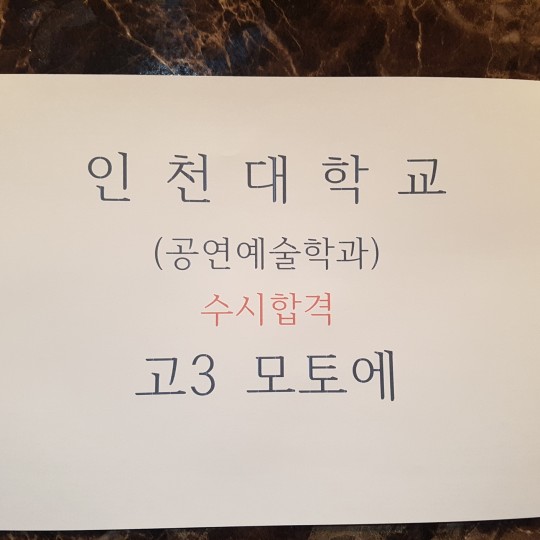 인 천 대 학 교
(공연예술학과)
수시합격
고3 모토에